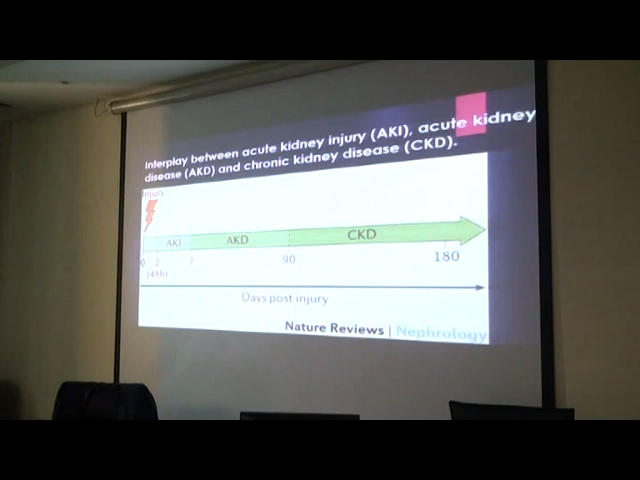 Interplay between acute kidney injury (AKI), acute kidney
disease (AKD) and chronic kidney disease (CKD).
Injury
AKI AKD CKD
0 2 7 90 180
(48h)
Days post injury
Nature Reviews | Nephrology